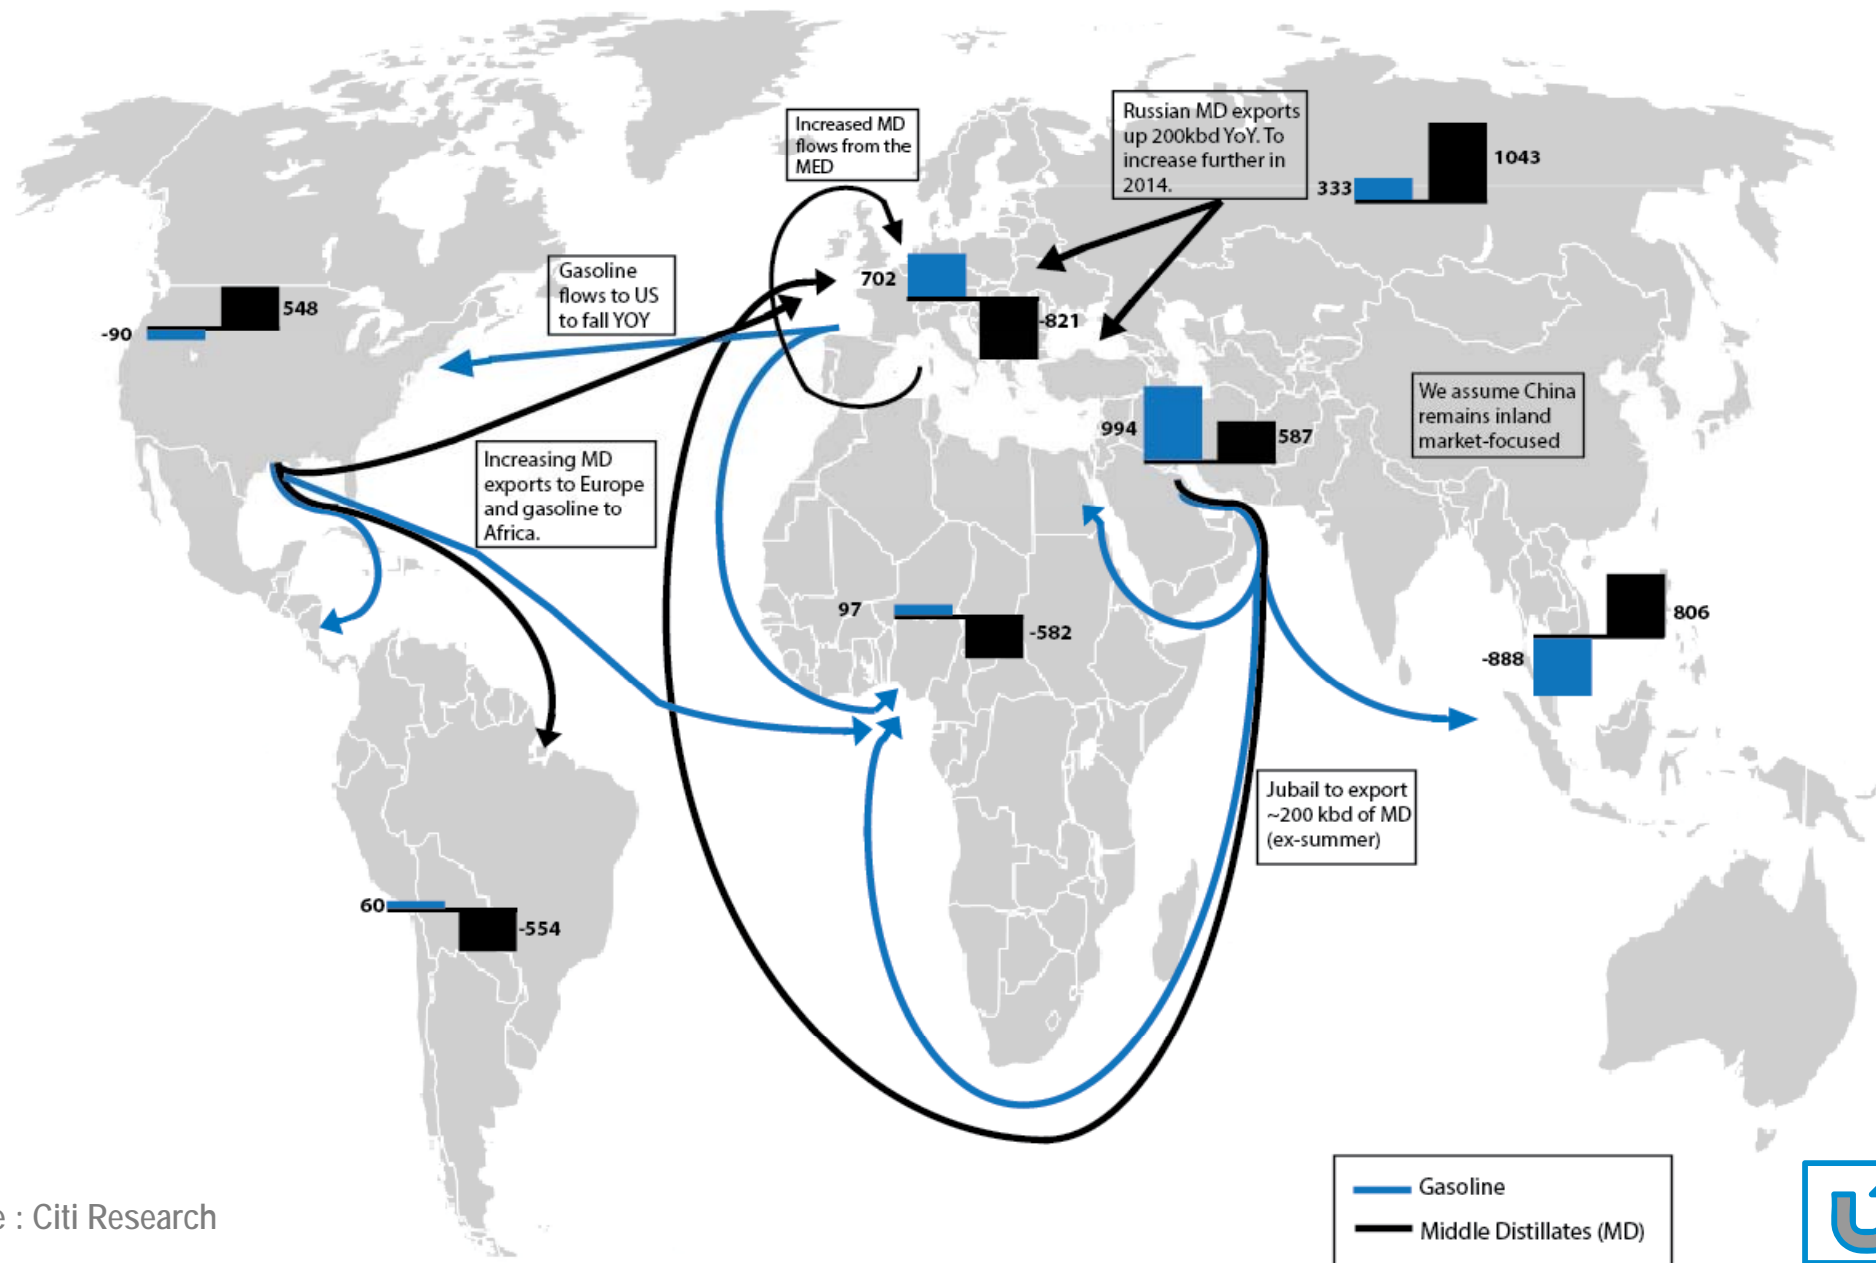 Increased MD
flows from the
MED
Russian MD exports
up 200kbd YoY. To
increase further in
2014.
1043
333
Gasoline
flows to US
to fall YOY
702
-821
548
-90
We assume China
remains inland
market-focused
994
587
Increasing MD
exports to Europe
and gasoline to
Africa.
97
-582
806
-888
Jubail to export
~200 kbd of MD
(ex-summer)
60
-554
Gasoline
Middle Distillates (MD)
: Citi Research